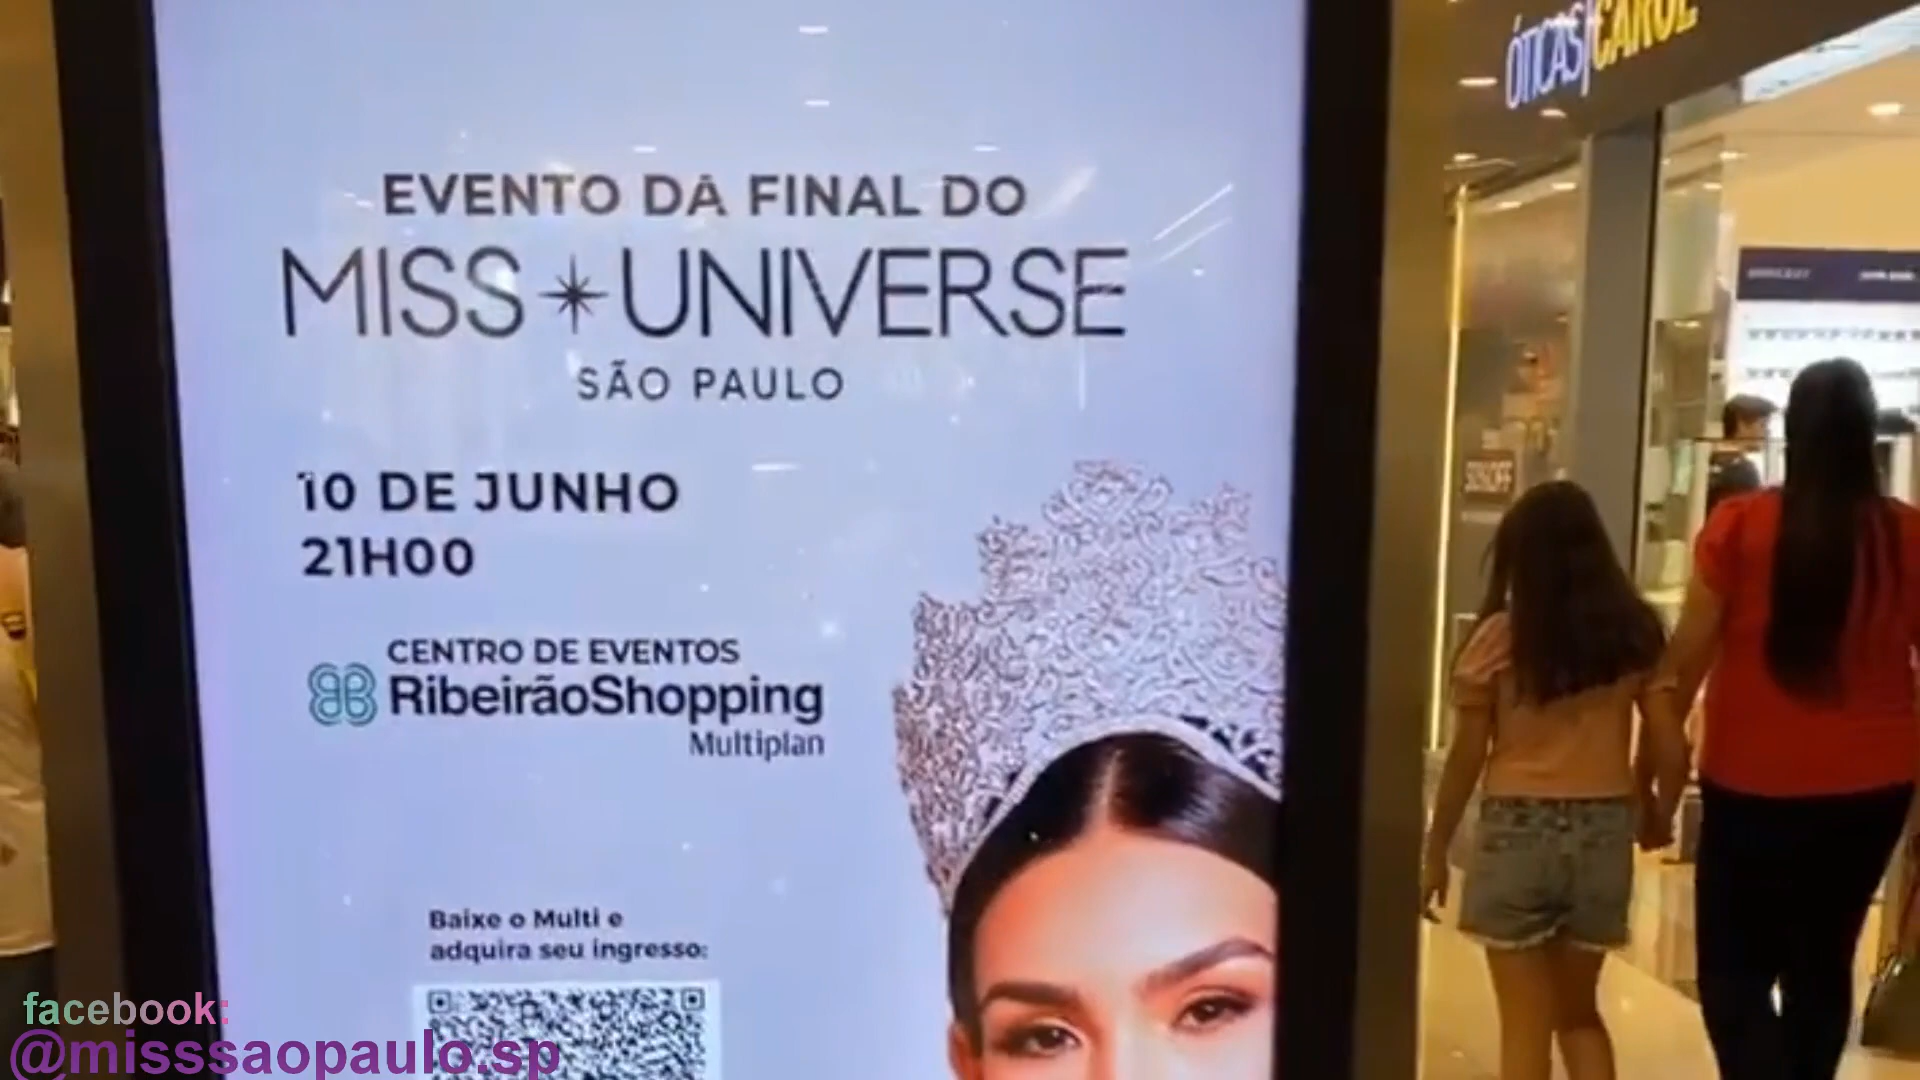 ÓTICAS CAROL
EVENTO DA FINAL DO
MISS UNIVERSE
SÃO PAULO
10 DE JUNHO
21H00
CENTRO DE EVENTOS
RibeirãoShopping
Multiplan
Baixe o Multi e
adquira seu ingresso:
facebook:
@misssaopaulo.sp